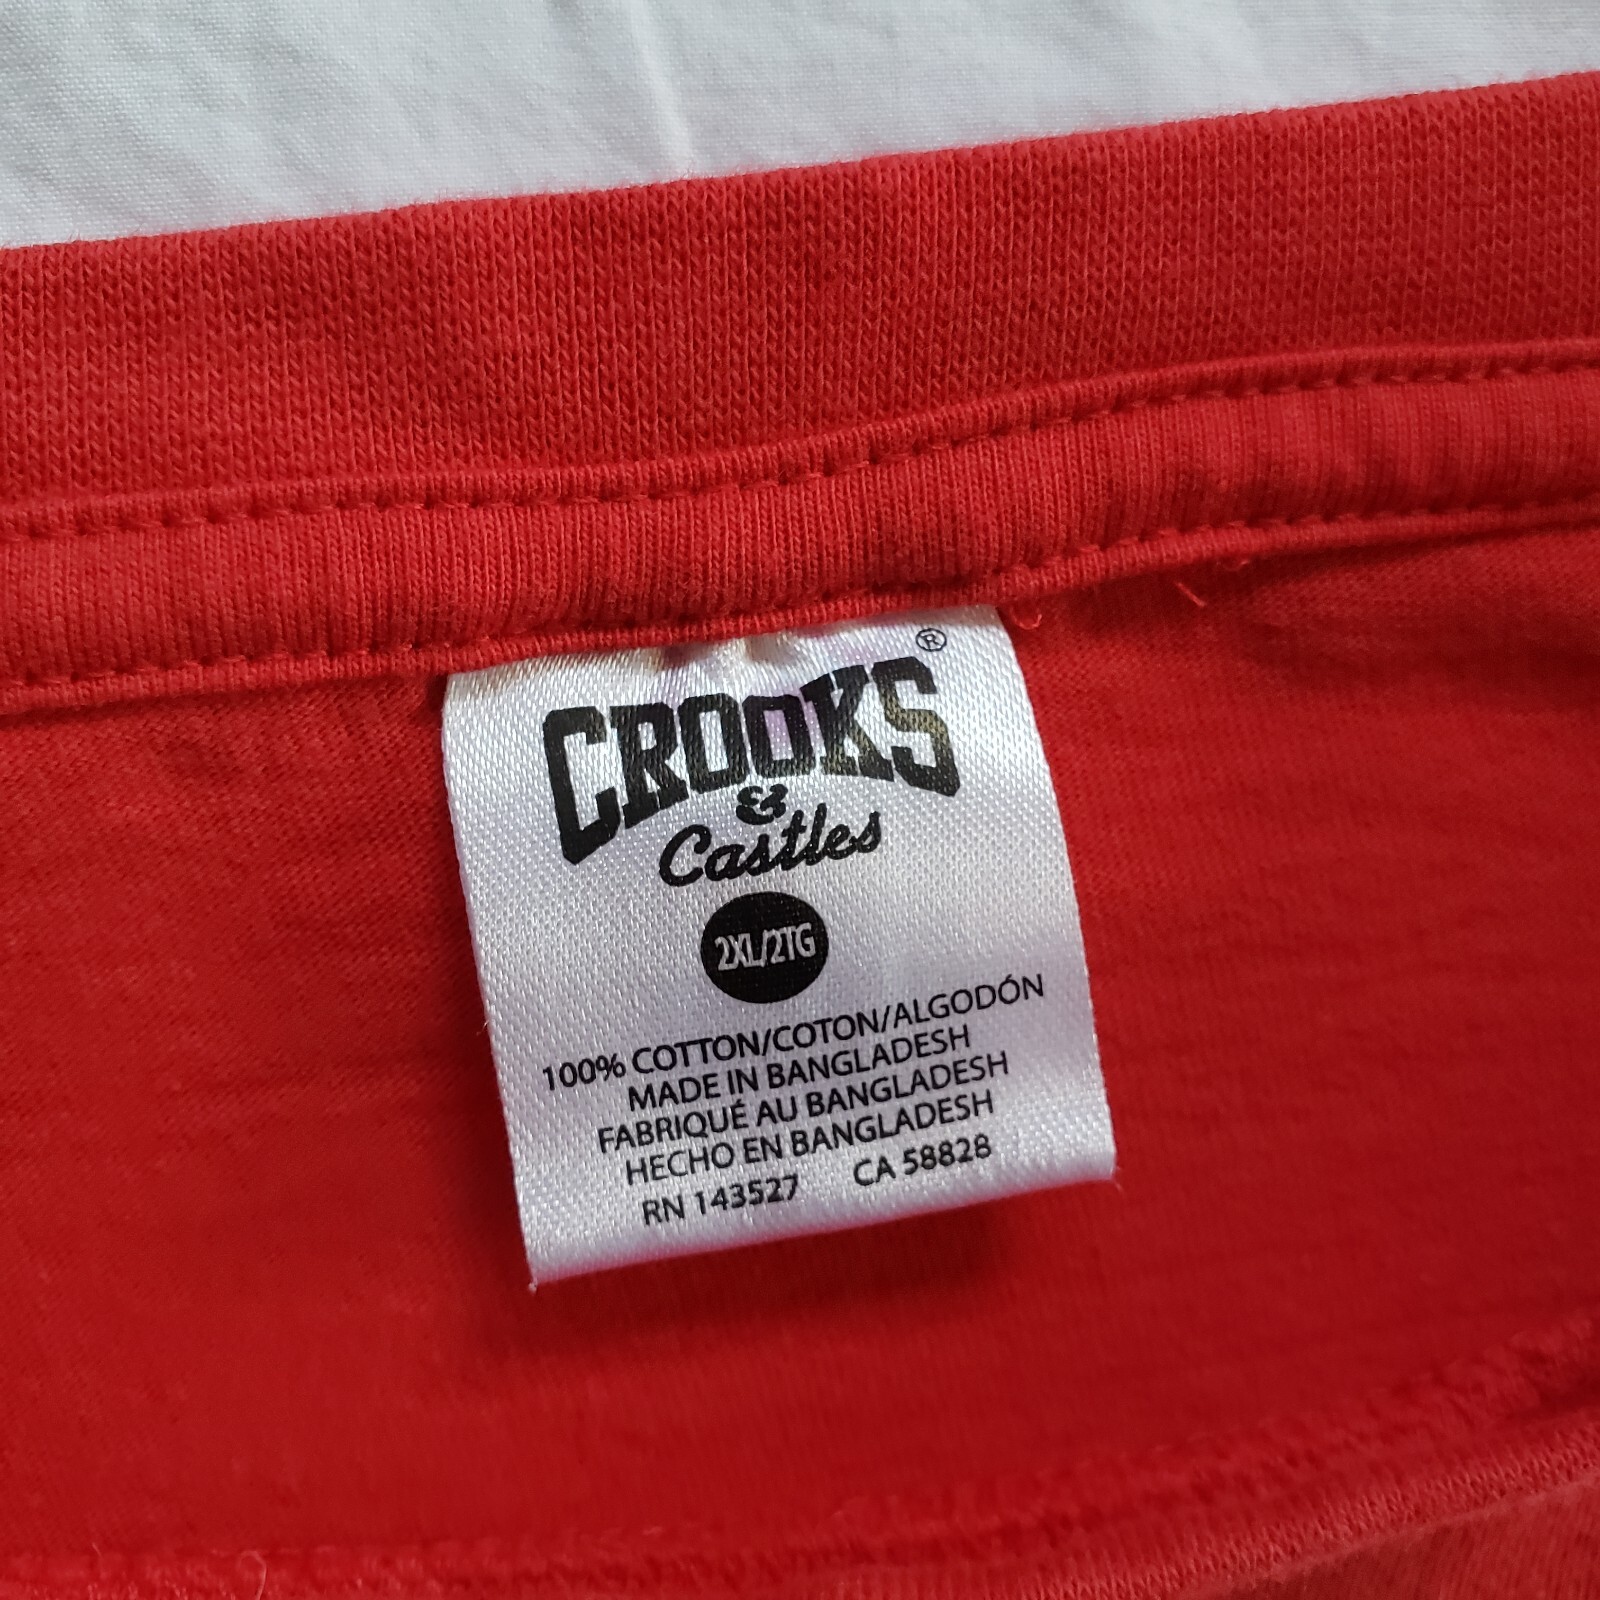 CROOKS®
&
Castles
2XL/2TG
100% COTTON/COTON/ALGODÓN
MADE IN BANGLADESH
FABRIQUÉ AU BANGLADESH
HECHO EN BANGLADESH
RN 143527 CA 58828